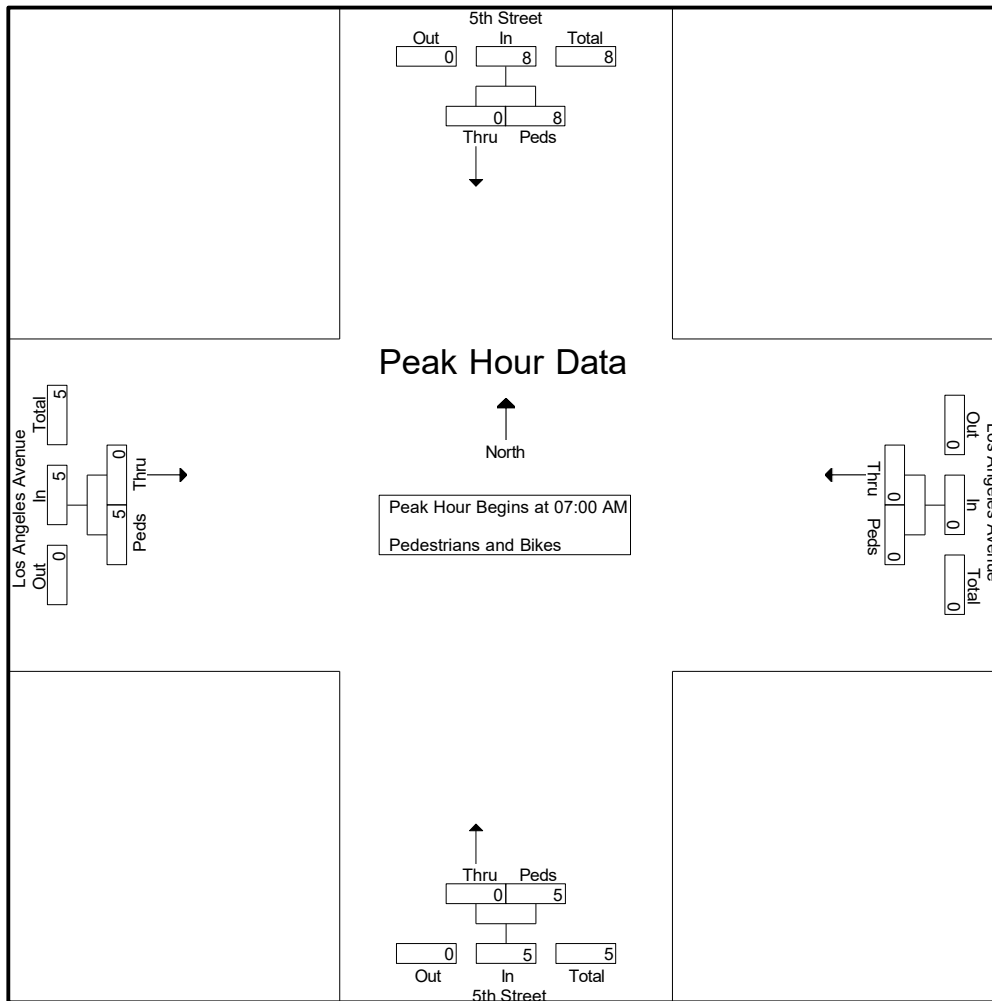 5th Street
Out In Total
0 8 8
0 8
Thru Peds
Peak Hour Data
North
Peak Hour Begins at 07:00 AM
Pedestrians and Bikes
Los Angeles Avenue
Out In Total
0 5 5
5 0
Peds Thru
Los Angeles Avenue
Out In Total
0 0 0
0 0
Thru Peds
Thru Peds
0 5
0 5 5
Out In Total
5th Street